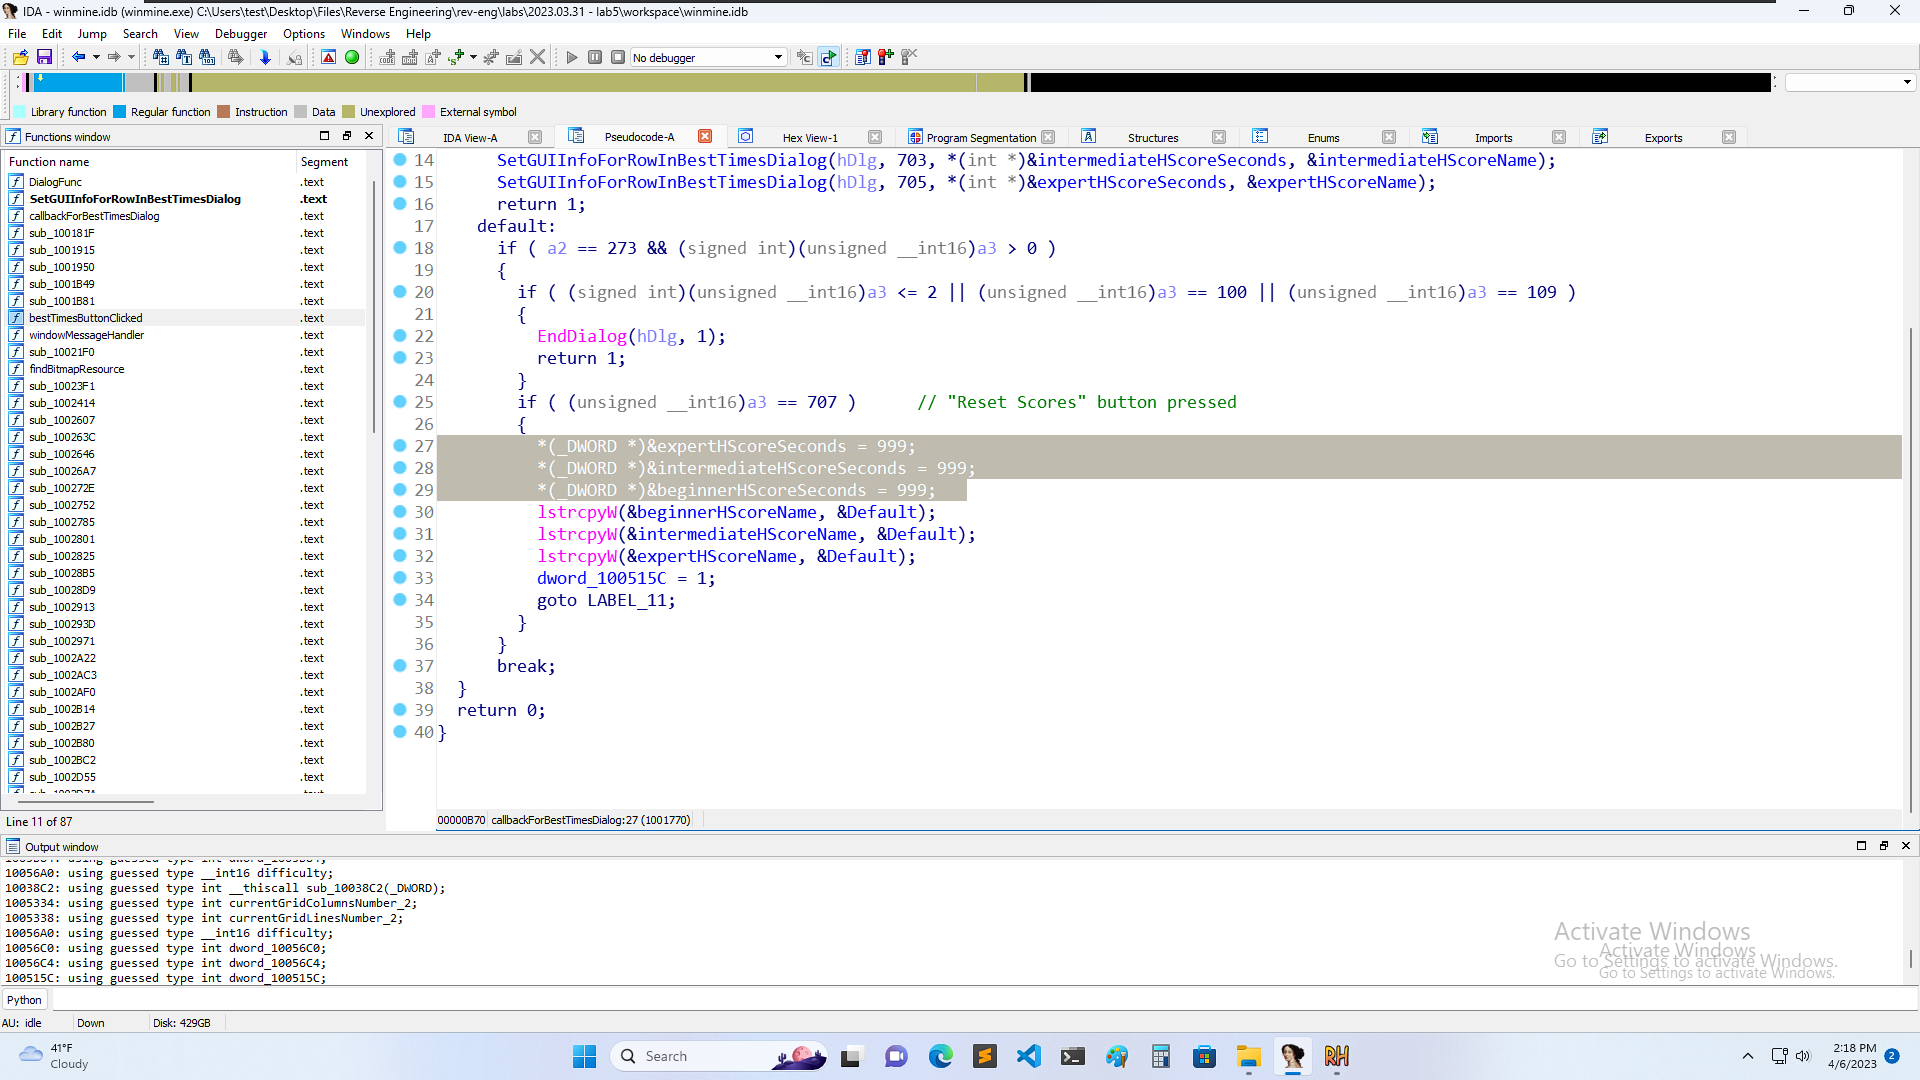 IDA - winmine.idb (winmine.exe) C:\Users\test\Desktop\Files\Reverse Engineering\rev-eng\labs\2023.03.31 - lab5\workspace\winmine.idb
File Edit Jump Search View Debugger Options Windows Help
No debugger
Library function Regular function Instruction Data Unexplored External symbol
Functions window
Function name Segment
DialogFunc .text
SetGUIInfoForRowInBestTimesDialog .text
callbackForBestTimesDialog .text
sub_100181F .text
sub_1001915 .text
sub_1001950 .text
sub_1001B49 .text
sub_1001B81 .text
bestTimesButtonClicked .text
windowMessageHandler .text
sub_10021F0 .text
findBitmapResource .text
sub_10023F1 .text
sub_1002414 .text
sub_1002607 .text
sub_100263C .text
sub_1002646 .text
sub_10026A7 .text
sub_100272E .text
sub_1002752 .text
sub_1002785 .text
sub_1002801 .text
sub_1002825 .text
sub_10028B5 .text
sub_10028D9 .text
sub_1002913 .text
sub_100293D .text
sub_1002971 .text
sub_1002A22 .text
sub_1002AC3 .text
sub_1002AF0 .text
sub_1002B14 .text
sub_1002B27 .text
sub_1002B80 .text
sub_1002BC2 .text
sub_1002D55 .text
Line 11 of 87
IDA View-A Pseudocode-A Hex View-1 Program Segmentation Structures Enums Imports Exports
14 SetGUIInfoForRowInBestTimesDialog(hDlg, 703, *(int *)&intermediateHScoreSeconds, &intermediateHScoreName);
15 SetGUIInfoForRowInBestTimesDialog(hDlg, 705, *(int *)&expertHScoreSeconds, &expertHScoreName);
16 return 1;
17 default:
18 if ( a2 == 273 && (signed int)(unsigned __int16)a3 > 0 )
19 {
20 if ( (signed int)(unsigned __int16)a3 <= 2 || (unsigned __int16)a3 == 100 || (unsigned __int16)a3 == 109 )
21 {
22 EndDialog(hDlg, 1);
23 return 1;
24 }
25 if ( (unsigned __int16)a3 == 707 ) // "Reset Scores" button pressed
26 {
27 *(_DWORD *)&expertHScoreSeconds = 999;
28 *(_DWORD *)&intermediateHScoreSeconds = 999;
29 *(_DWORD *)&beginnerHScoreSeconds = 999;
30 lstrcpyW(&beginnerHScoreName, &Default);
31 lstrcpyW(&intermediateHScoreName, &Default);
32 lstrcpyW(&expertHScoreName, &Default);
33 dword_100515C = 1;
34 goto LABEL_11;
35 }
36 }
37 break;
38 }
39 return 0;
40 }
00000B70 callbackForBestTimesDialog:27 (1001770)
Output window
10056A0: using guessed type __int16 difficulty;
10038C2: using guessed type int __thiscall sub_10038C2(_DWORD);
1005334: using guessed type int currentGridColumnsNumber_2;
1005338: using guessed type int currentGridLinesNumber_2;
10056A0: using guessed type __int16 difficulty;
10056C0: using guessed type int dword_10056C0;
10056C4: using guessed type int dword_10056C4;
100515C: using guessed type int dword_100515C;
Activate Windows
Go to Settings to activate Windows.
Activate Windows
Go to Settings to activate Windows.
Python
AU: idle Down Disk: 429GB
41°F
Cloudy
Search
RH
2:18 PM
4/6/2023
2